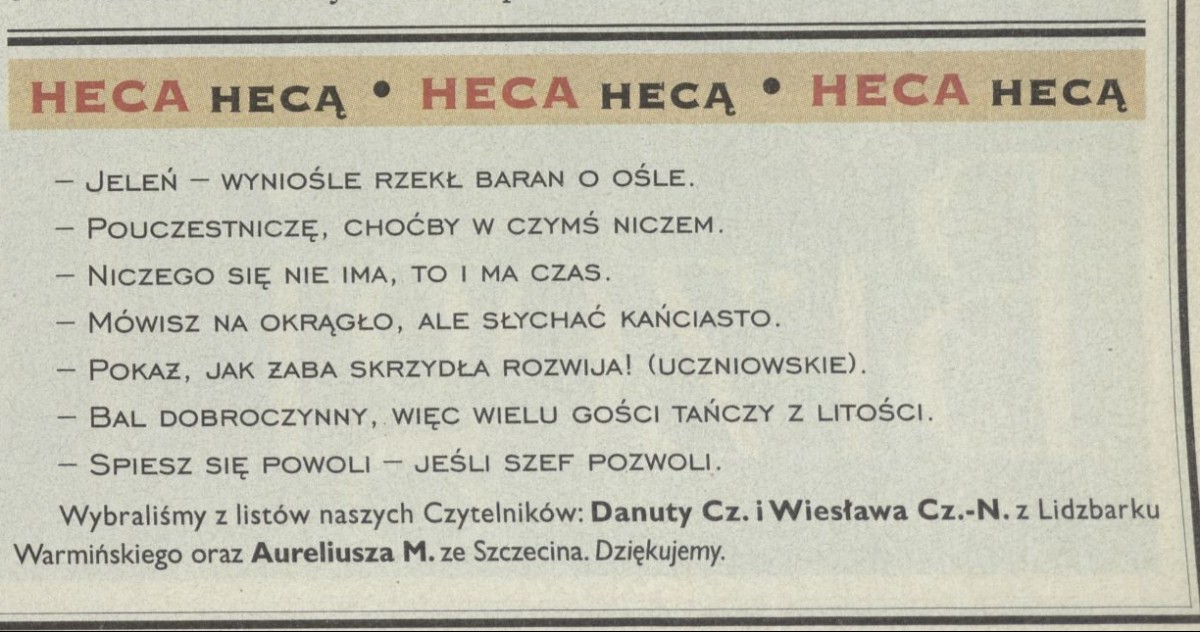 HECA HECĄ • HECA HECĄ • HECA HECĄ
– JELEŃ – WYNIOŚLE RZEKŁ BARAN O OŚLE.
– POUCZESTNICZĘ, CHOĆBY W CZYMŚ NICZEM.
– NICZEGO SIĘ NIE IMA, TO I MA CZAS.
– MÓWISZ NA OKRĄGŁO, ALE SŁYCHAĆ KAŃCIASTO.
– POKAŻ, JAK ŻABA SKRZYDŁA ROZWIJA! (UCZNIOWSKIE).
– BAL DOBROCZYNNY, WIĘC WIELU GOŚCI TAŃCZY Z LITOŚCI.
– SPIESZ SIĘ POWOLI – JEŚLI SZEF POZWOLI.
Wybraliśmy z listów naszych Czytelników: Danuty Cz. i Wiesława Cz.-N. z Lidzbarku
Warmińskiego oraz Aureliusza M. ze Szczecina. Dziękujemy.